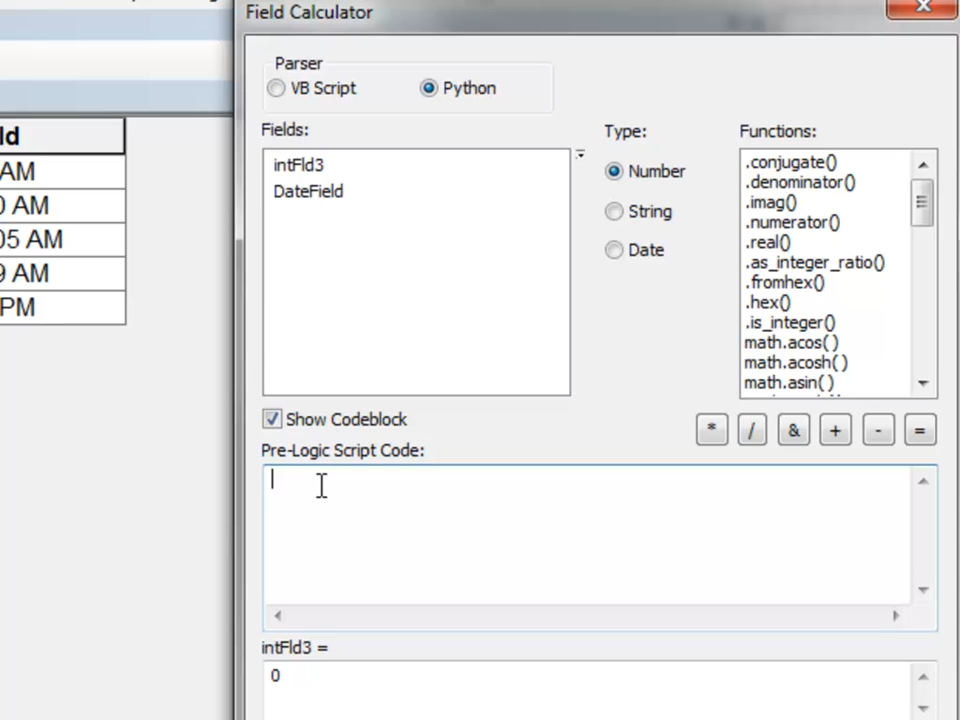 Field Calculator
Parser
VB Script
Python
Fields:
Type:
Functions:
intFld3
DateField
Number
String
Date
.conjugate()
.denominator()
.imag()
.numerator()
.real()
.as_integer_ratio()
.fromhex()
.hex()
.is_integer()
math.acos( )
math.acosh( )
math.asin( )
ld
AM
0 AM
05 AM
9 AM
PM
Show Codeblock
* / & + - =
Pre-Logic Script Code:
intFld3 =
0